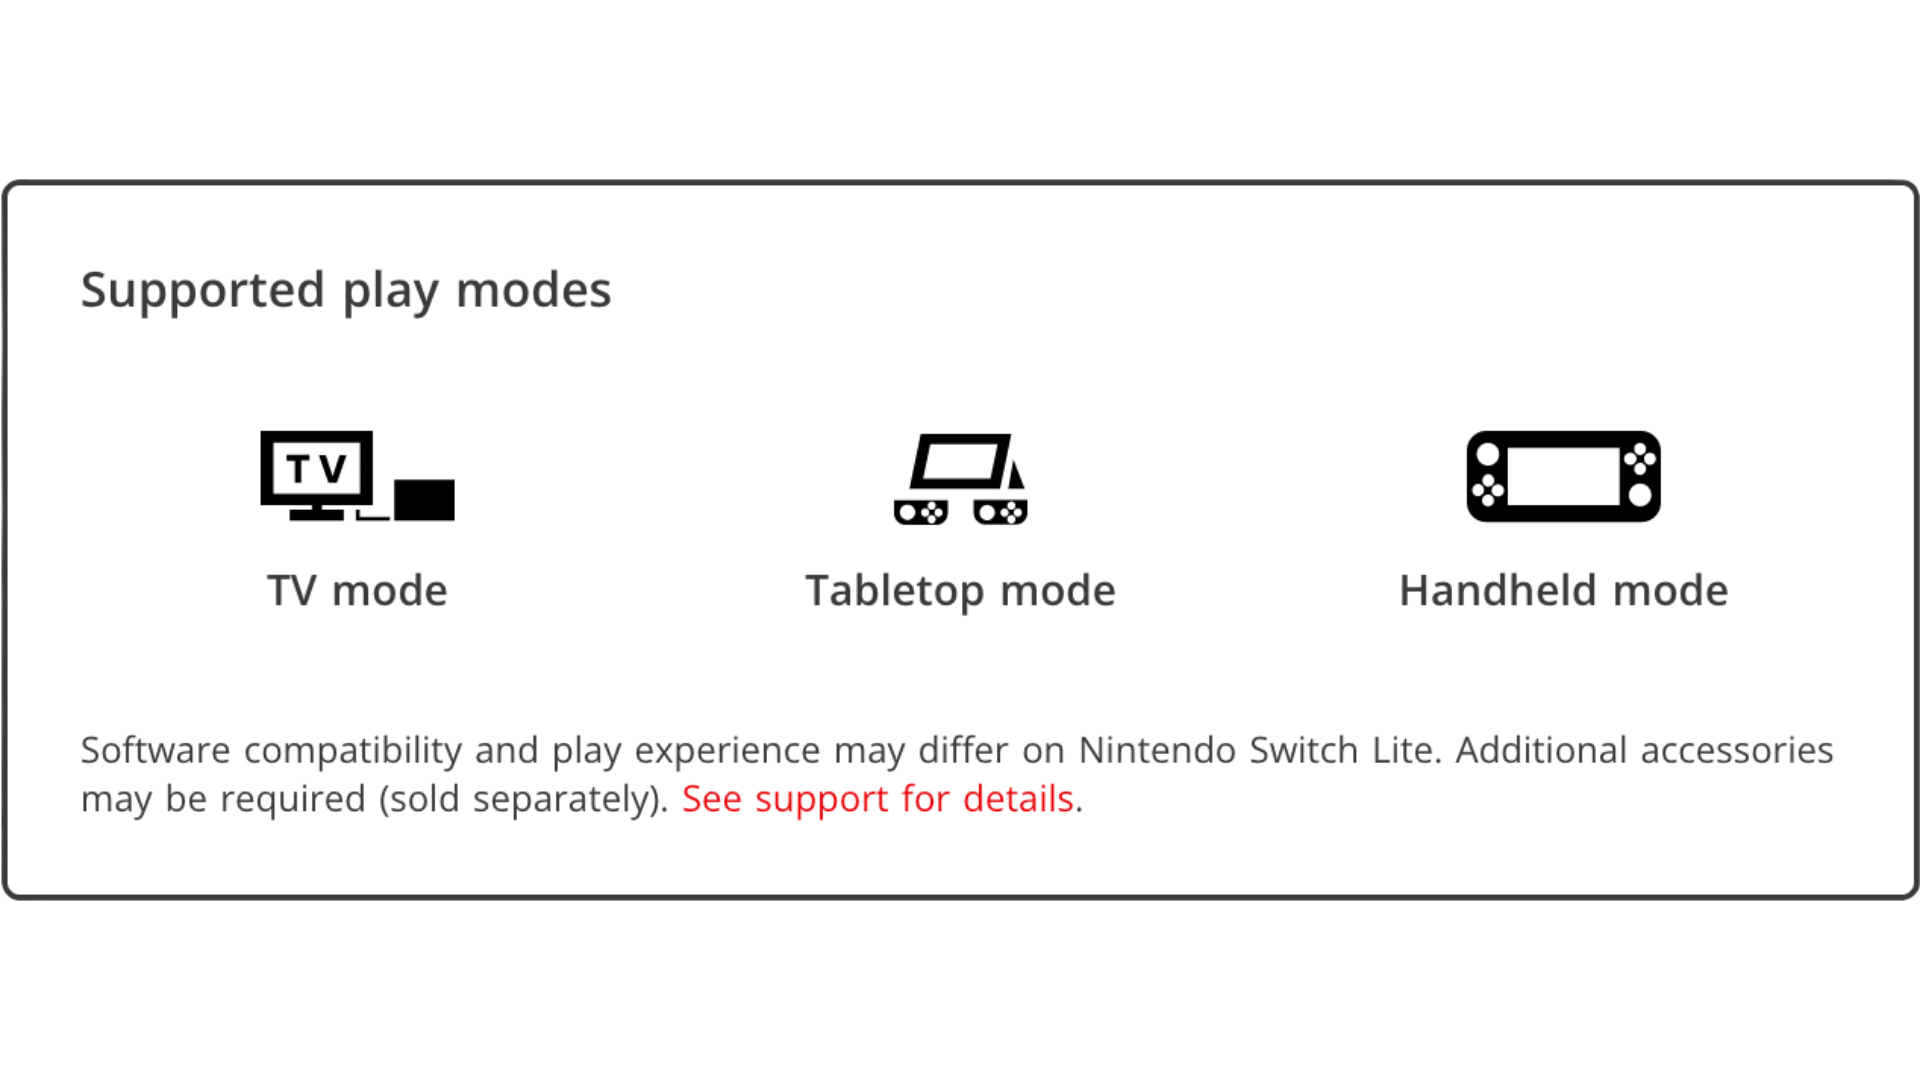 Supported play modes
TV
TV mode
Tabletop mode
Handheld mode
Software compatibility and play experience may differ on Nintendo Switch Lite. Additional accessories
may be required (sold separately). See support for details.